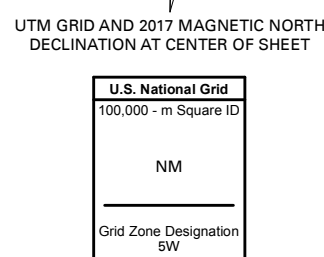 UTM GRID AND 2017 MAGNETIC NORTH
DECLINATION AT CENTER OF SHEET
U.S. National Grid
100,000 - m Square ID
NM
Grid Zone Designation
5W